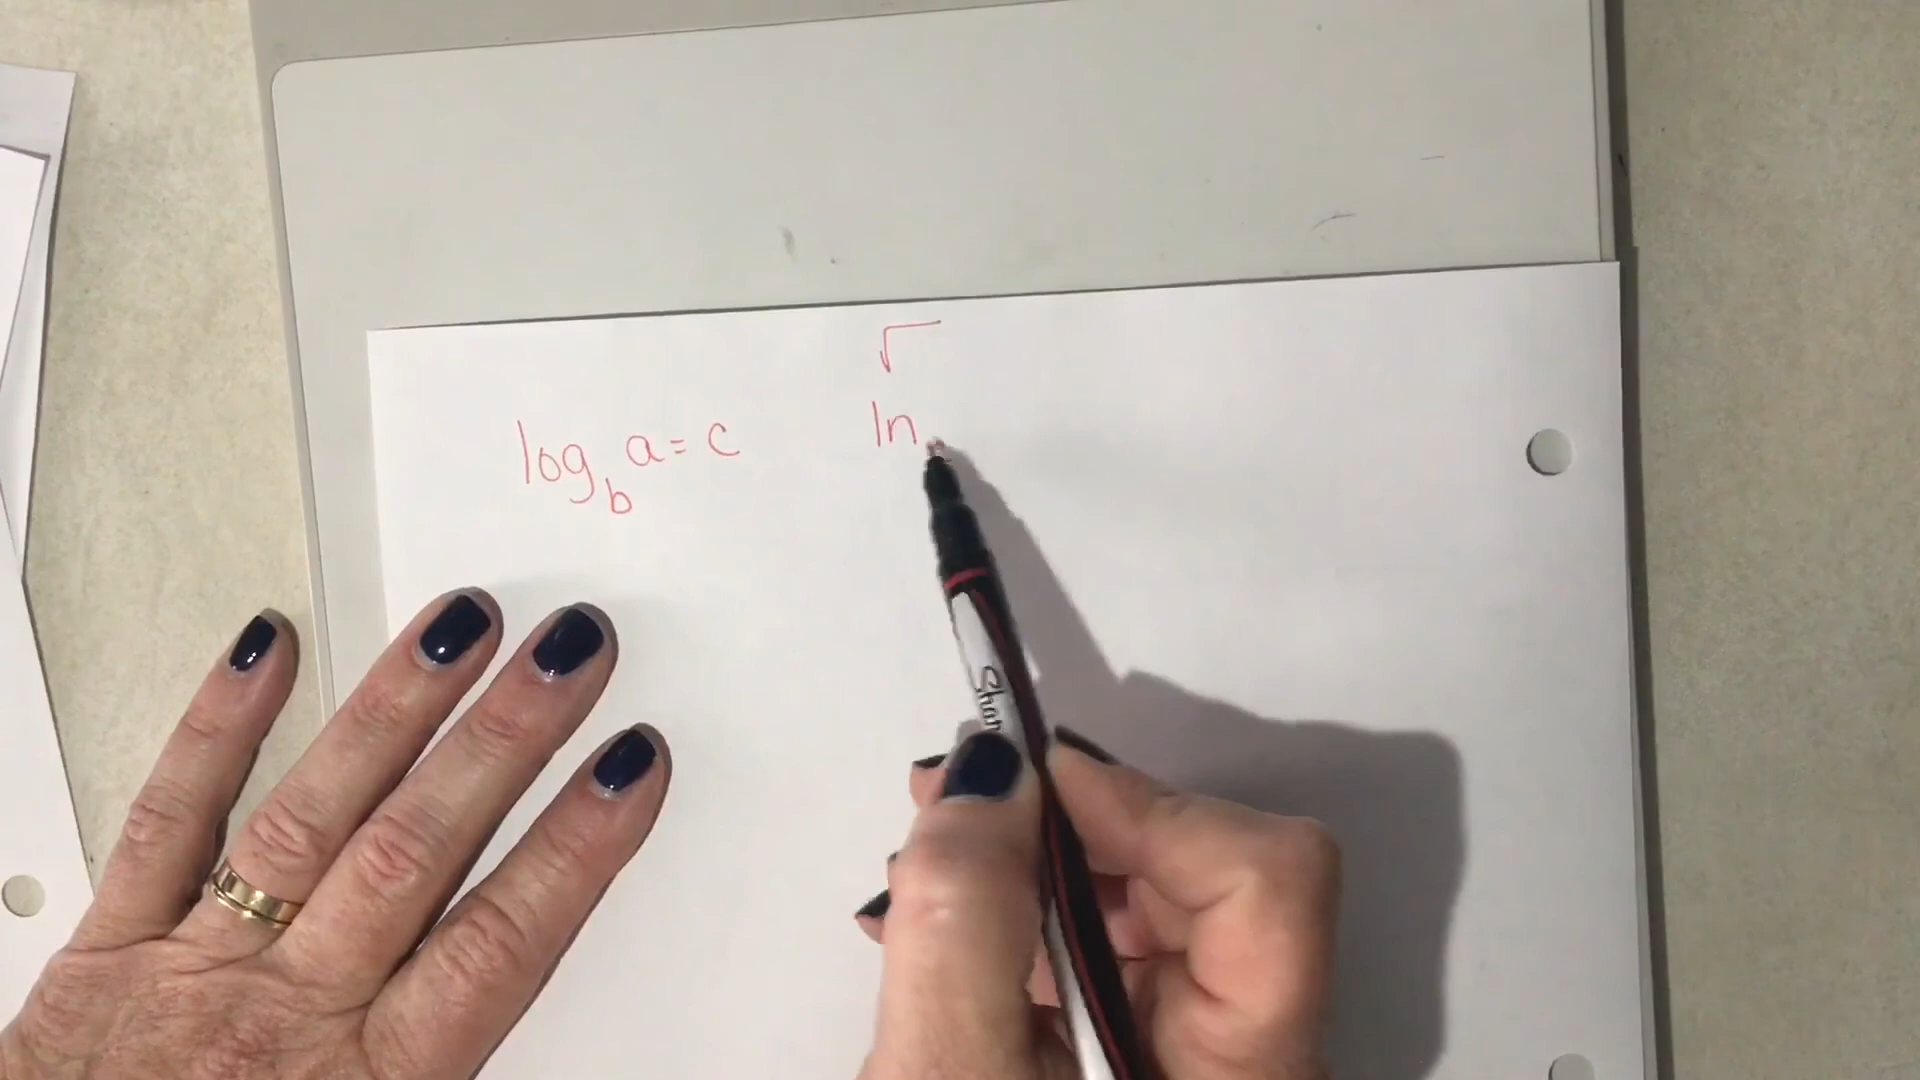 √
log_b a = c
ln
Shar